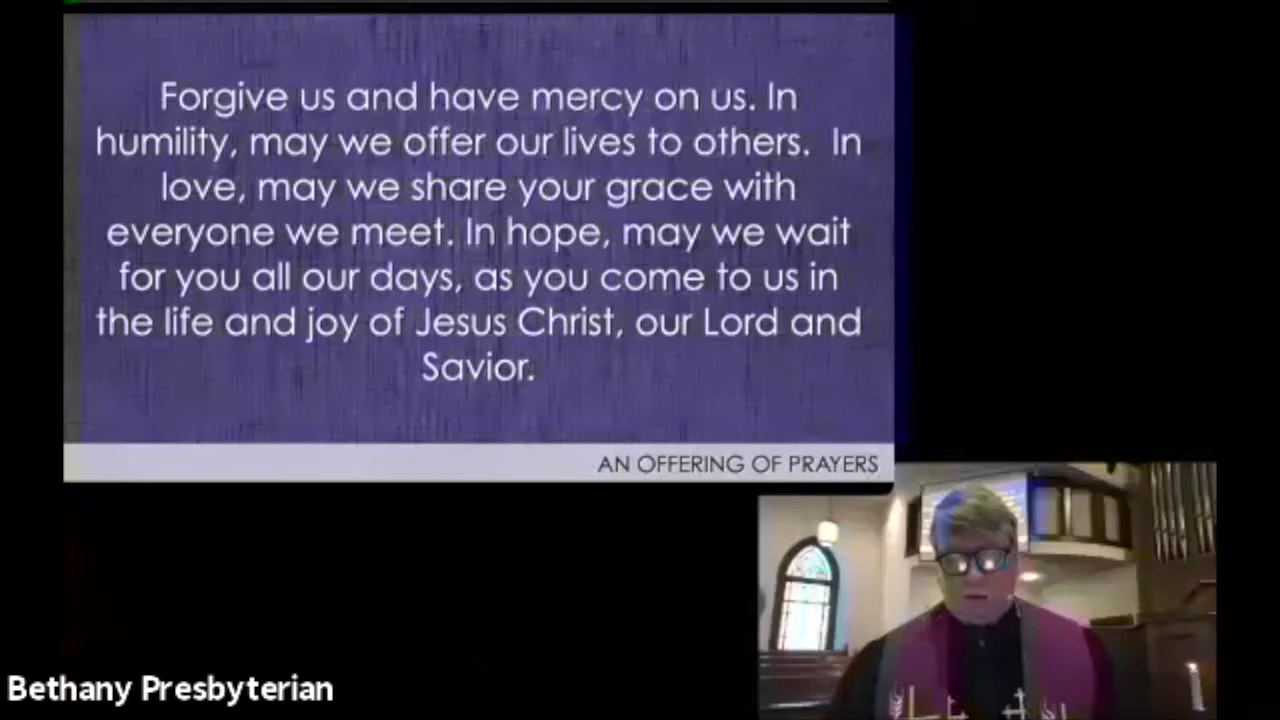 Forgive us and have mercy on us. In
humility, may we offer our lives to others.  In
love, may we share your grace with
everyone we meet. In hope, may we wait
for you all our days, as you come to us in
the life and joy of Jesus Christ, our Lord and
Savior.
AN OFFERING OF PRAYERS
Bethany Presbyterian